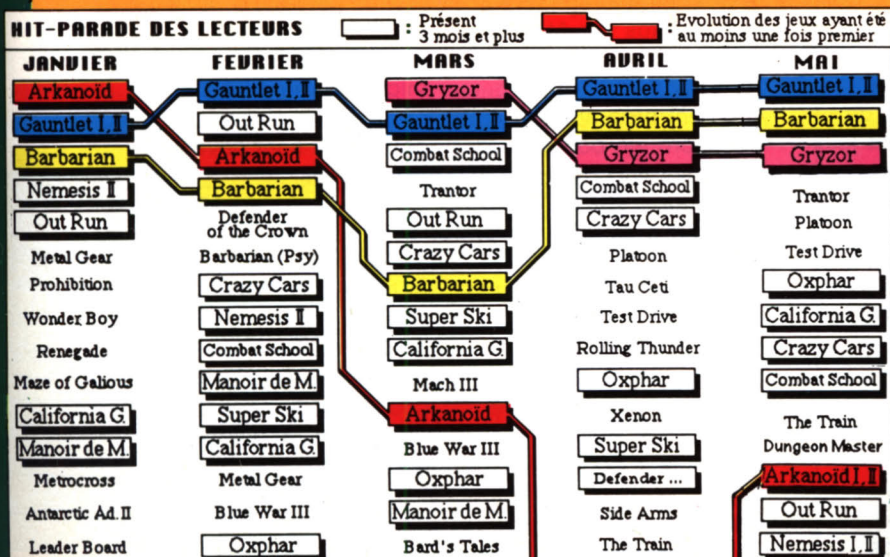 HIT-PARADE DES LECTEURS
: Présent
3 mois et plus
: Evolution des jeux ayant été
au moins une fois premier
JANVIER
Arkanoïd
Gauntlet I,II
Barbarian
Nemesis II
Out Run
Metal Gear
Prohibition
Wonder Boy
Renegade
Maze of Galious
California G.
Manoir de M.
Metrocross
Antarctic Ad.II
Leader Board
FEVRIER
Gauntlet I,II
Out Run
Arkanoïd
Barbarian
Defender
of the Crown
Barbarian (Psy)
Crazy Cars
Nemesis II
Combat School
Manoir de M.
Super Ski
California G.
Metal Gear
Blue War III
Oxphar
MARS
Gryzor
Gauntlet I,II
Combat School
Trantor
Out Run
Crazy Cars
Barbarian
Super Ski
California G.
Mach III
Arkanoïd
Blue War III
Oxphar
Manoir de M.
Bard's Tales
AVRIL
Gauntlet I,II
Barbarian
Gryzor
Combat School
Crazy Cars
Platoon
Tau Ceti
Test Drive
Rolling Thunder
Oxphar
Xenon
Super Ski
Defender ...
Side Arms
The Train
MAI
Gauntlet I,II
Barbarian
Gryzor
Trantor
Platoon
Test Drive
Oxphar
California G.
Crazy Cars
Combat School
The Train
Dungeon Master
Arkanoïd I,II
Out Run
Nemesis I,II